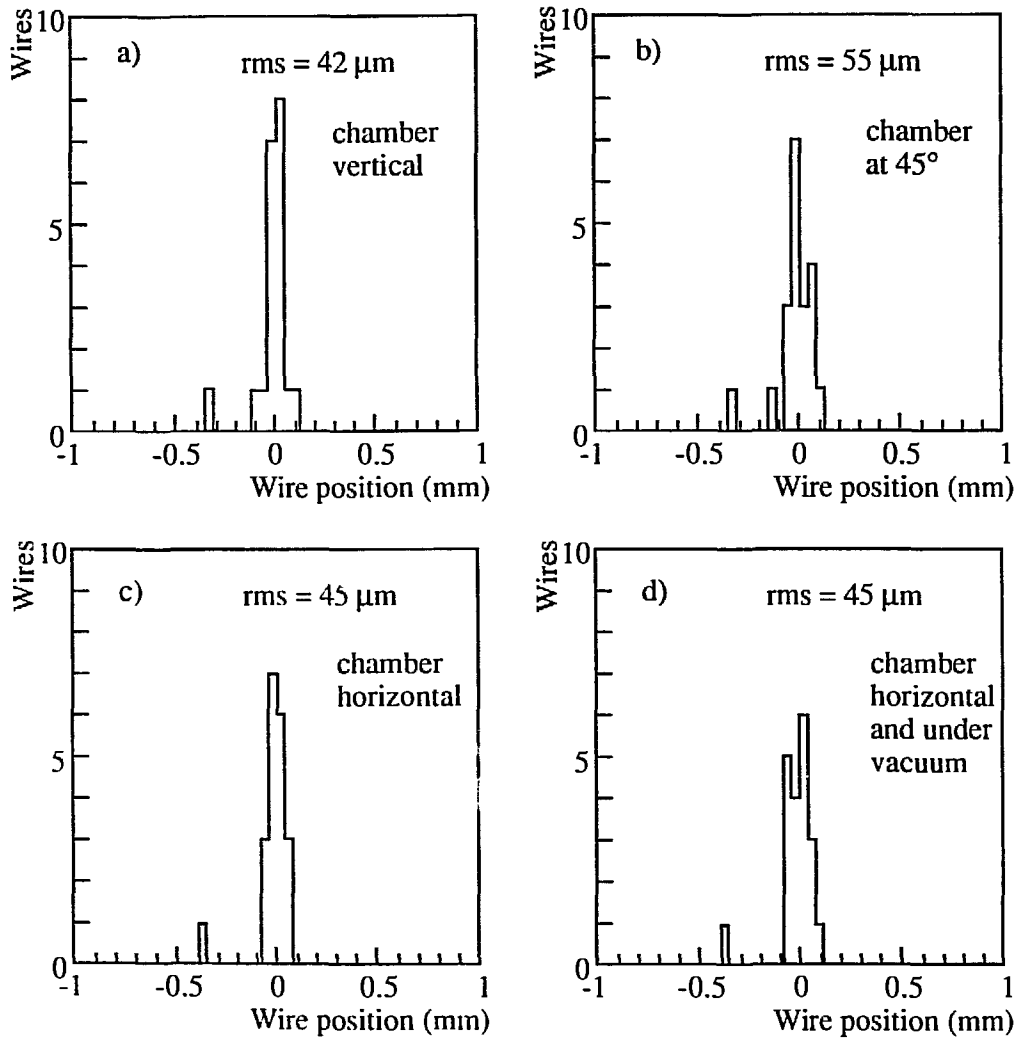 Wires
10
5
0
a)
rms = 42 μm
chamber
vertical
-1
-0.5
0
0.5
1
Wire position (mm)
Wires
10
5
0
b)
rms = 55 μm
chamber
at 45°
-1
-0.5
0
0.5
1
Wire position (mm)
Wires
10
5
0
c)
rms = 45 μm
chamber
horizontal
-1
-0.5
0
0.5
1
Wire position (mm)
Wires
10
5
0
d)
rms = 45 μm
chamber
horizontal
and under
vacuum
-1
-0.5
0
0.5
1
Wire position (mm)